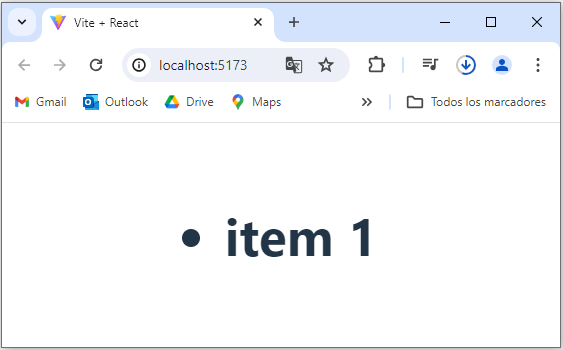 Vite + React
localhost:5173
Gmail Outlook Drive Maps » Todos los marcadores
• item 1